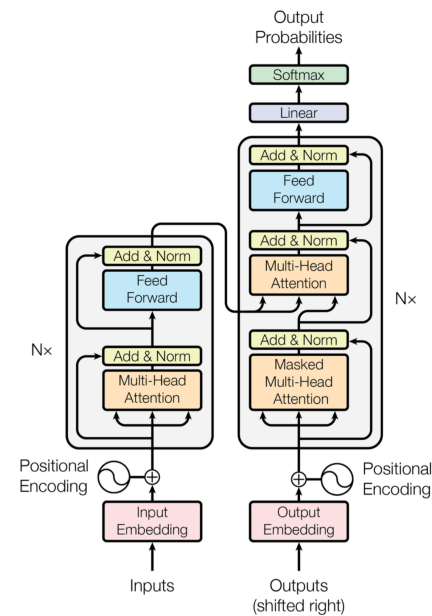 Output
Probabilities
Softmax
Linear
Add & Norm
Feed
Forward
Add & Norm
Multi-Head
Attention
Add & Norm
Masked
Multi-Head
Attention
Nx
Add & Norm
Feed
Forward
Add & Norm
Multi-Head
Attention
N×
Positional
Encoding
Positional
Encoding
Input
Embedding
Output
Embedding
Inputs
Outputs
(shifted right)